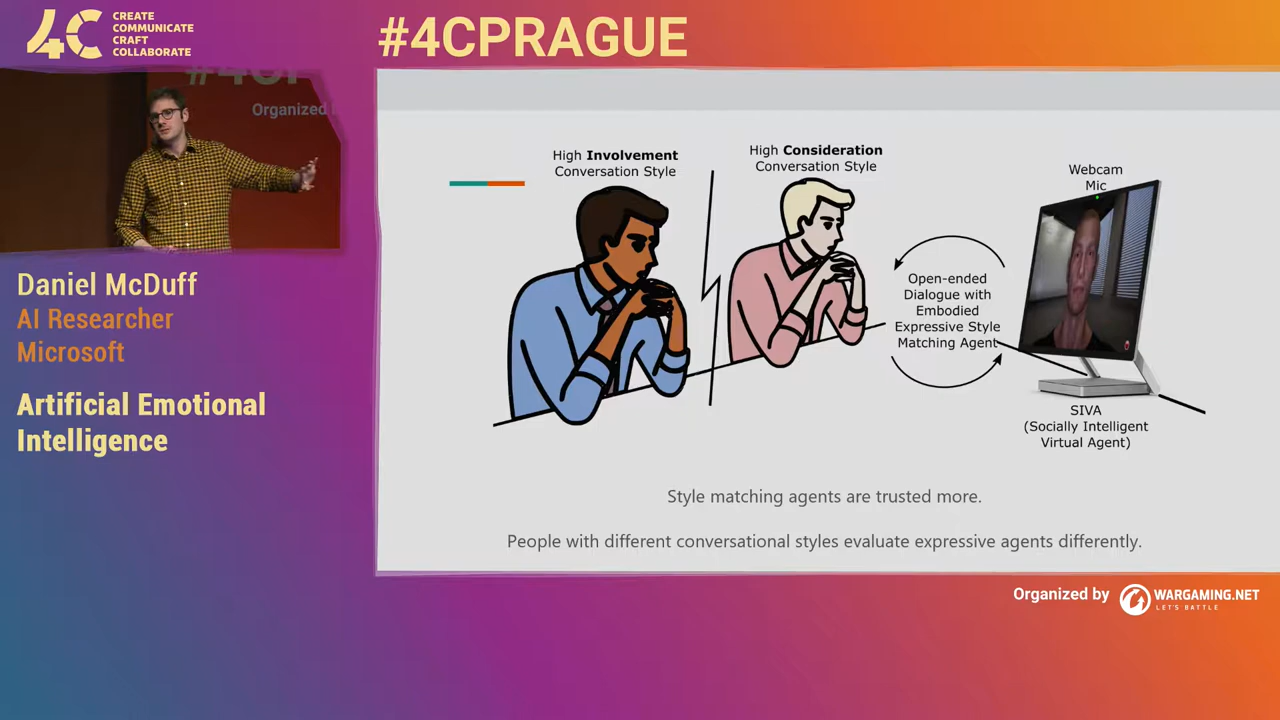 4C
CREATE
COMMUNICATE
CRAFT
COLLABORATE
#4CPRAGUE
Organized
Daniel McDuff
AI Researcher
Microsoft
Artificial Emotional
Intelligence
High Involvement
Conversation Style
High Consideration
Conversation Style
Open-ended
Dialogue with
Embodied
Expressive Style
Matching Agent
Webcam
Mic
SIVA
(Socially Intelligent
Virtual Agent)
Style matching agents are trusted more.
People with different conversational styles evaluate expressive agents differently.
Organized by
WARGAMING.NET
LET'S BATTLE